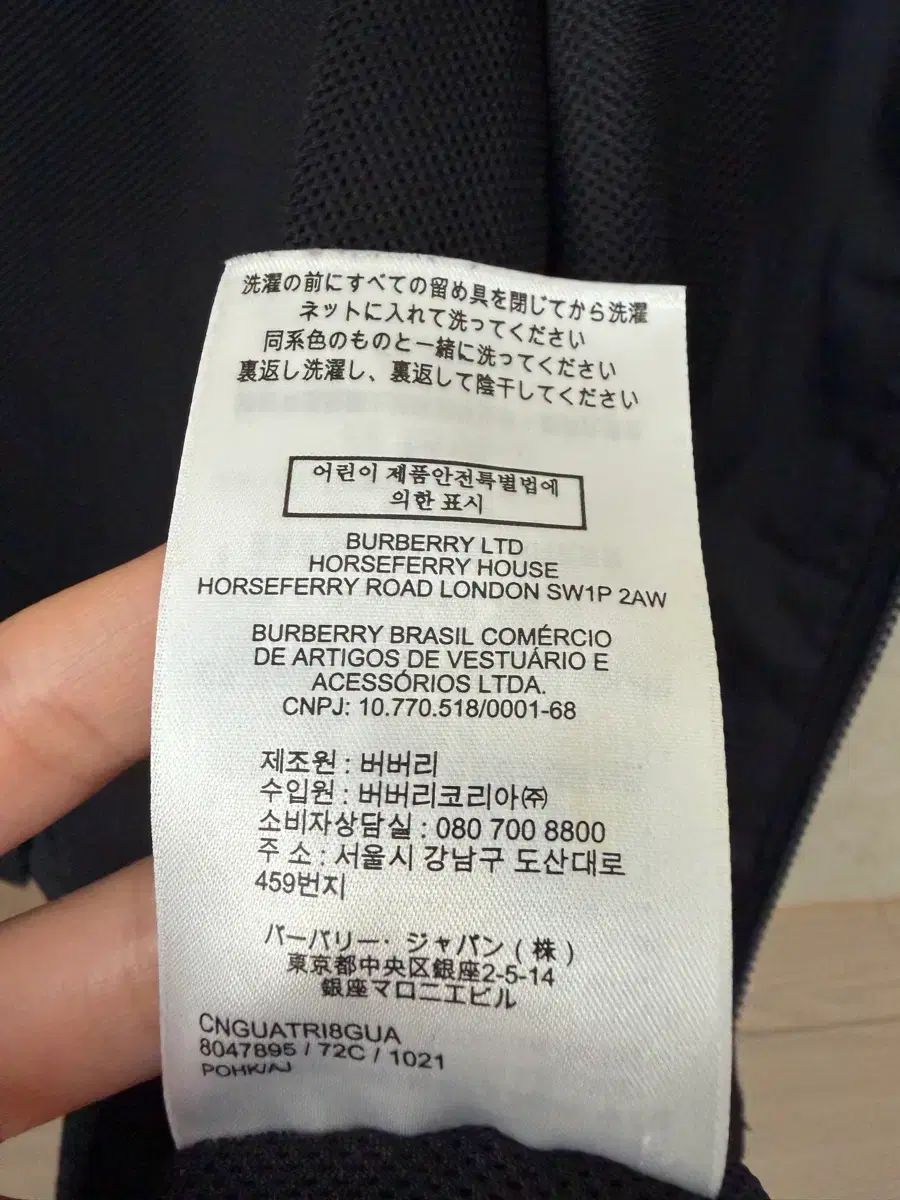 洗濯の前にすべての留め具を閉じてから洗濯
ネットに入れて洗ってください
同系色のものと一緒に洗ってください
裏返し洗濯し、裏返して陰干してください
어린이 제품안전특별법에
의한 표시
BURBERRY LTD
HORSEFERRY HOUSE
HORSEFERRY ROAD LONDON SW1P 2AW
BURBERRY BRASIL COMÉRCIO
DE ARTIGOS DE VESTUÁRIO E
ACESSÓRIOS LTDA.
CNPJ: 10.770.518/0001-68
제조원 : 버버리
수입원 : 버버리코리아㈜
소비자상담실 : 080 700 8800
주 소 : 서울시 강남구 도산대로
459번지
バーバリー・ジャパン(株)
東京都中央区銀座2-5-14
銀座マロニエビル
CNGUATRI8GUA
8047895 / 72C / 1021
POHK/AJ